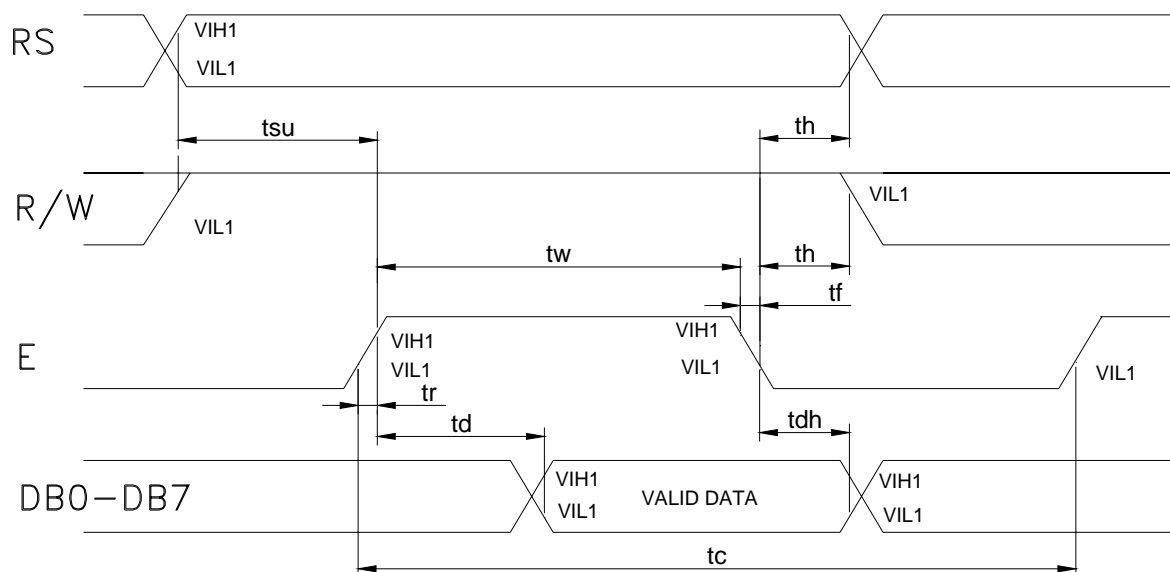 RS
VIH1
VIL1
tsu
th
R/W
VIL1
VIL1
tw
th
tf
E
VIH1
VIL1
VIH1
VIL1
VIL1
tr
td
tdh
DB0-DB7
VIH1
VIL1
VALID DATA
VIH1
VIL1
tc